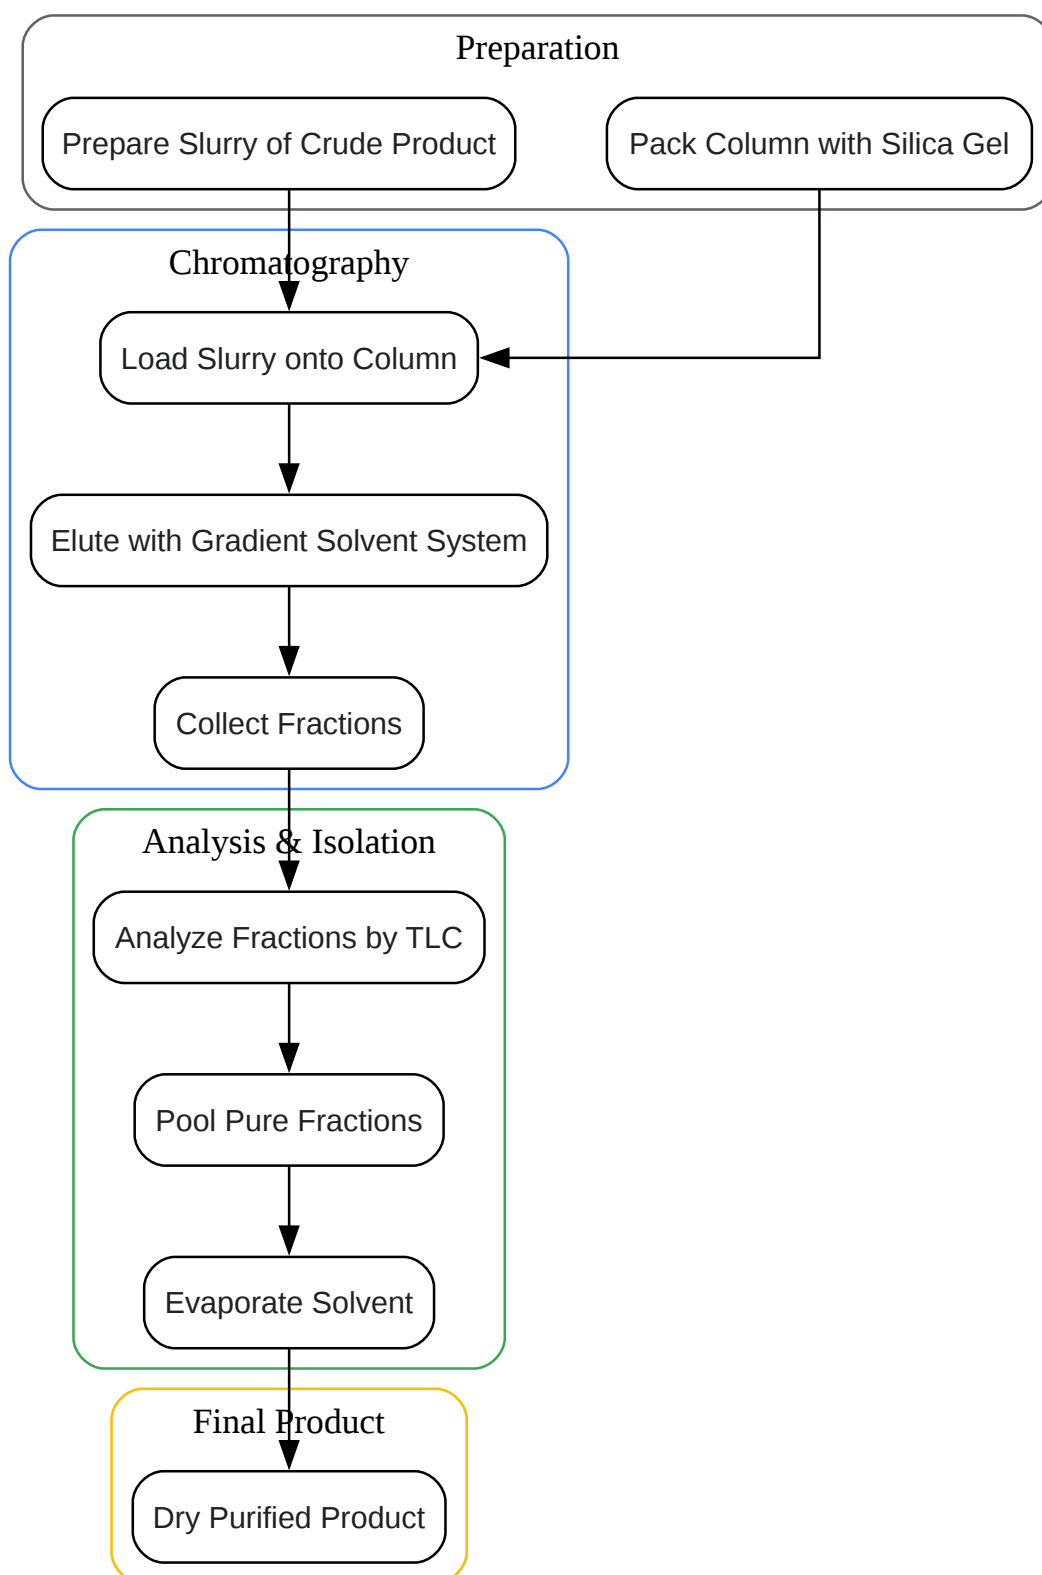 Preparation
Prepare Slurry of Crude Product
Pack Column with Silica Gel
Chromatography
Load Slurry onto Column
Elute with Gradient Solvent System
Collect Fractions
Analysis & Isolation
Analyze Fractions by TLC
Pool Pure Fractions
Evaporate Solvent
Final Product
Dry Purified Product